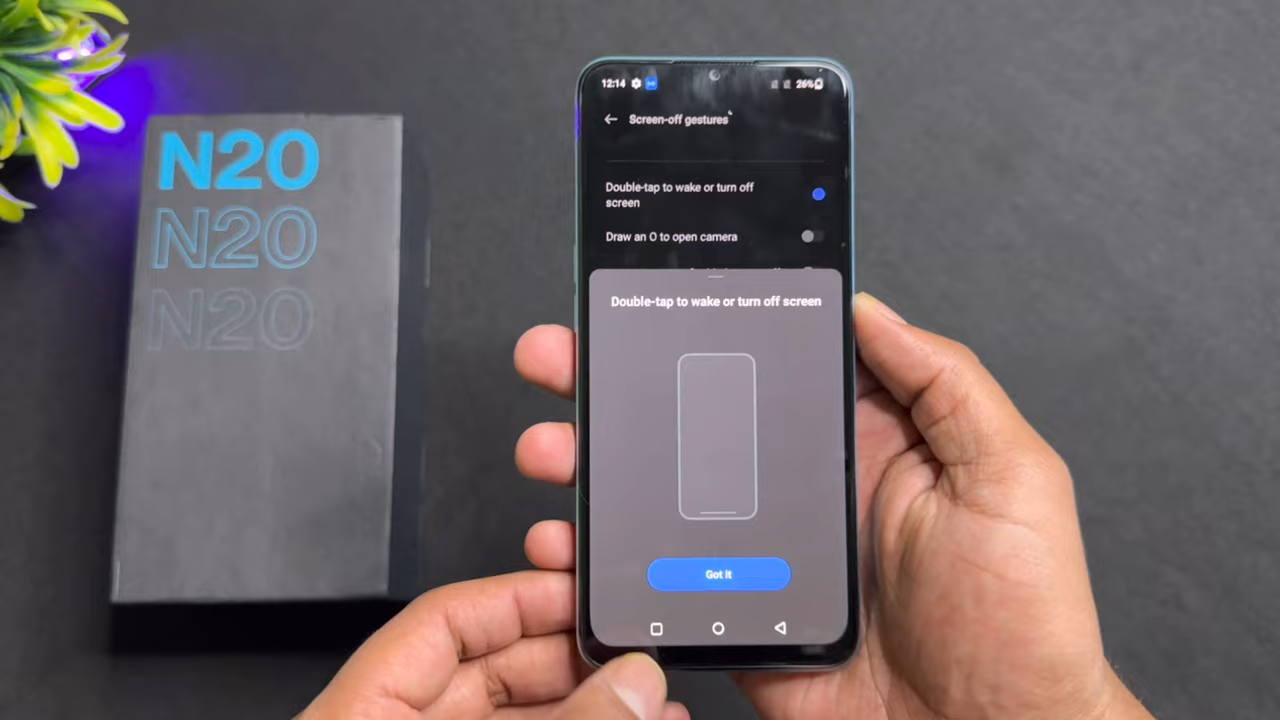 N20
N20
N20
12:14
26%
Screen-off gestures
Double-tap to wake or turn off
screen
Draw an O to open camera
Double-tap to wake or turn off screen
Got it